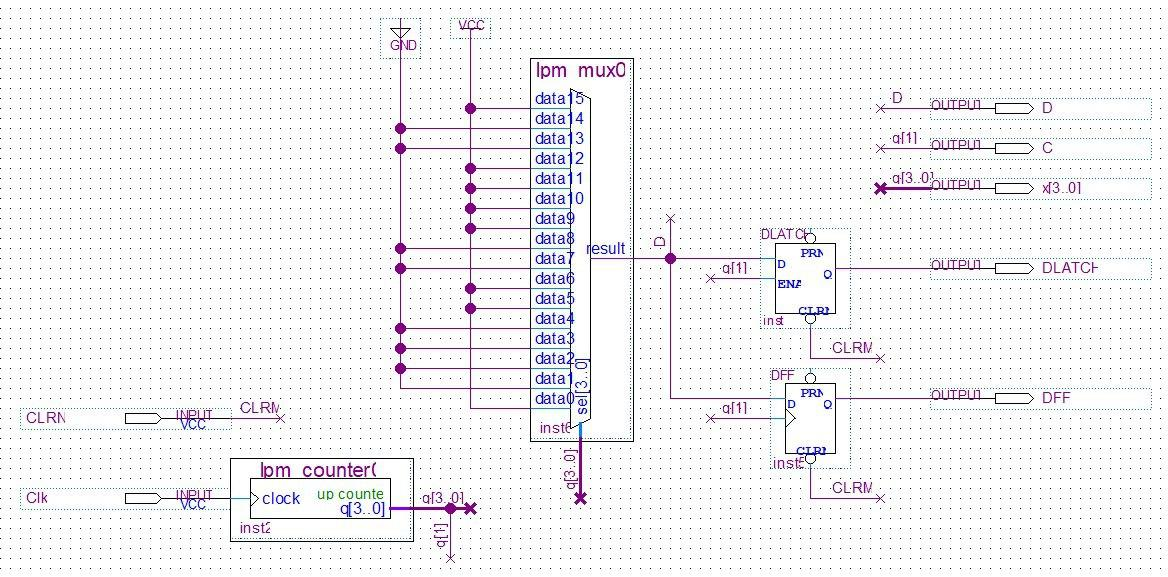 GND
VCC
lpm_mux0
data15
data14
data13
data12
data11
data10
data9
data8
data7
data6
data5
data4
data3
data2
data1
data0
sel[3..0]
result
inst6
q[3..0]
D
D OUTPUT D
q[1] OUTPUT C
q[3..0] OUTPUT x[3..0]
DLATCH
PRN
q[1]
D Q
ENA
CLRN
inst
CLRN
OUTPUT DLATCH
DFF
PRN
q[1]
D Q
CLRN
inst5
CLRN
OUTPUT DFF
CLRN INPUT VCC CLRN
Clk INPUT VCC
lpm_counter0
up counter
clock q[3..0]
inst2
q[3..0]
q[1]